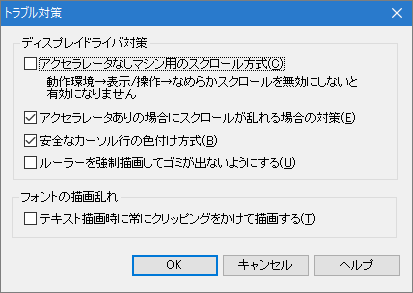 トラブル対策
ディスプレイドライバ対策
アクセラレータなしマシン用のスクロール方式(C)
動作環境→表示/操作→なめらかスクロールを無効にしないと
有効になりません
アクセラレータありの場合にスクロールが乱れる場合の対策(E)
安全なカーソル行の色付け方式(B)
ルーラーを強制描画してゴミが出ないようにする(U)
フォントの描画乱れ
テキスト描画時に常にクリッピングをかけて描画する(T)
OK キャンセル ヘルプ